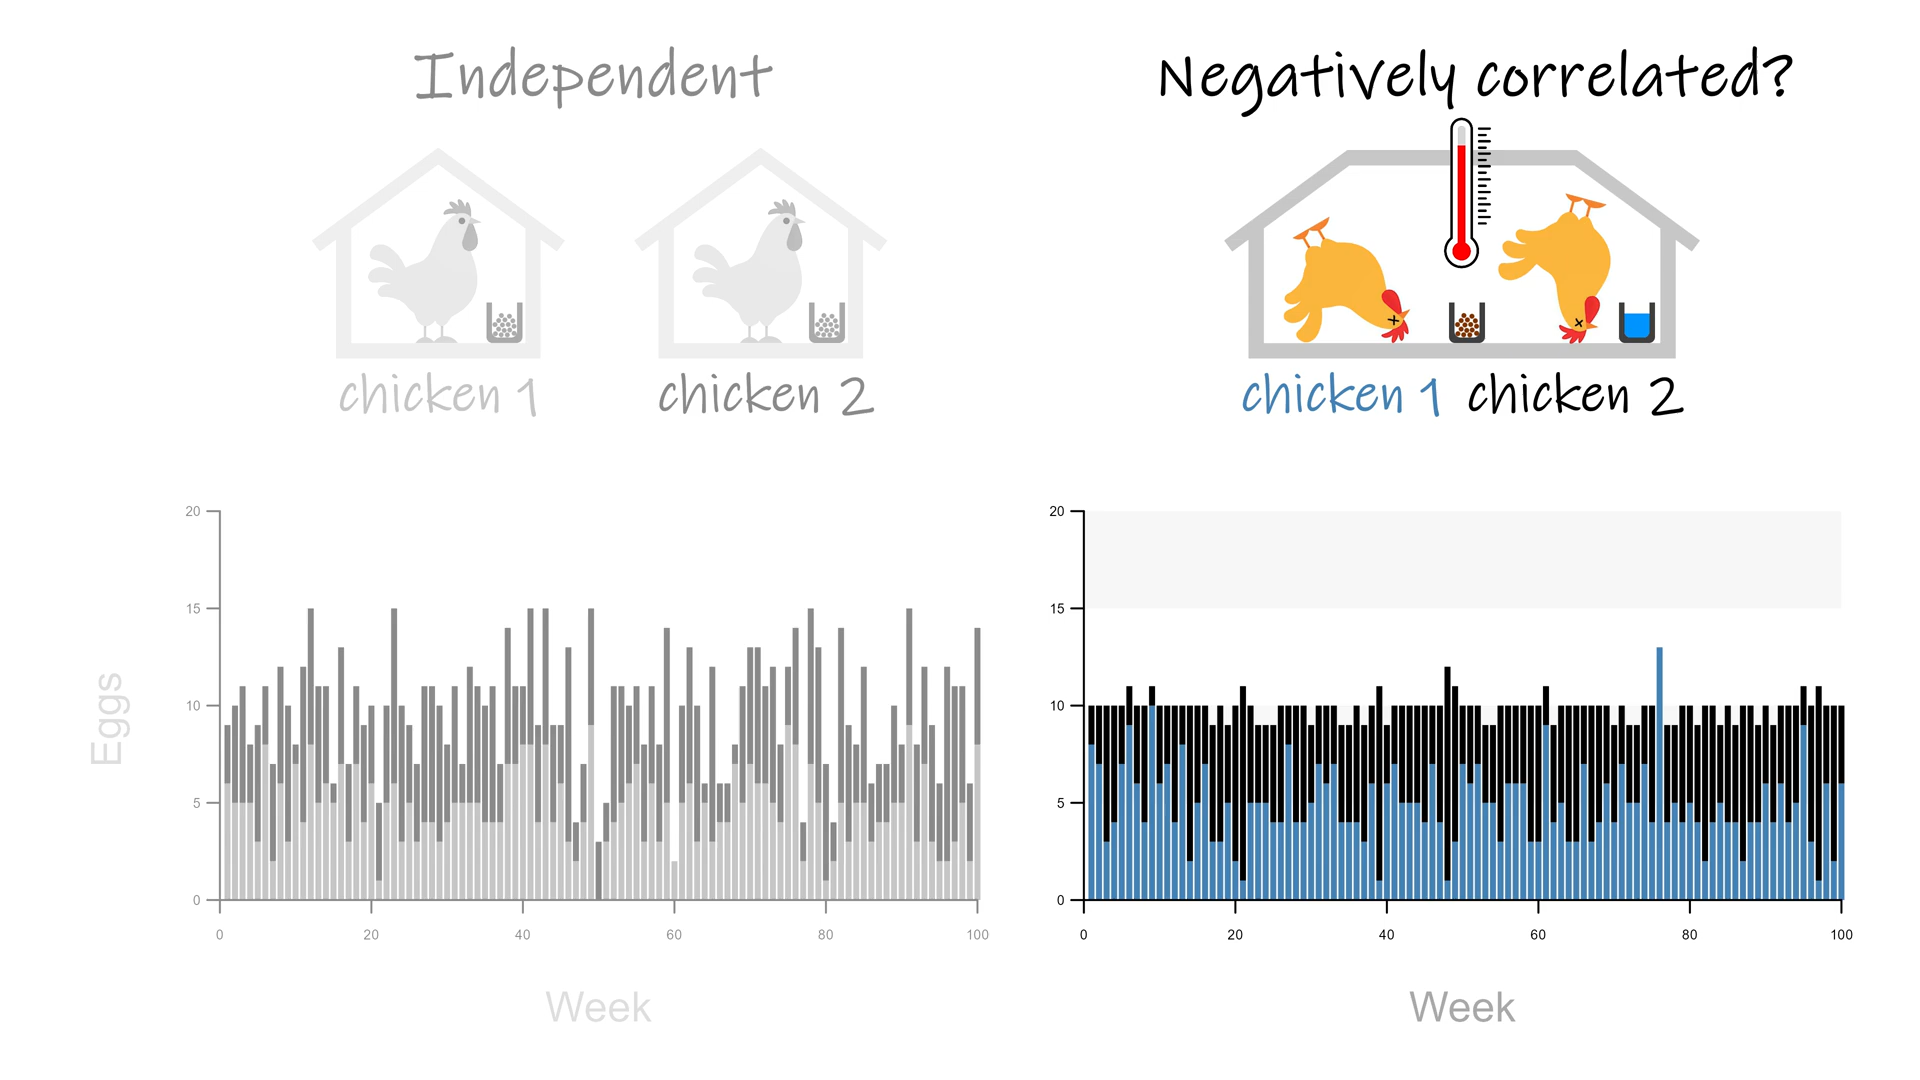 Independent
Negatively correlated?
chicken 1
chicken 2
chicken 1
chicken 2
Eggs
20
15
10
5
0
0 20 40 60 80 100
Week
20
15
10
5
0
0 20 40 60 80 100
Week